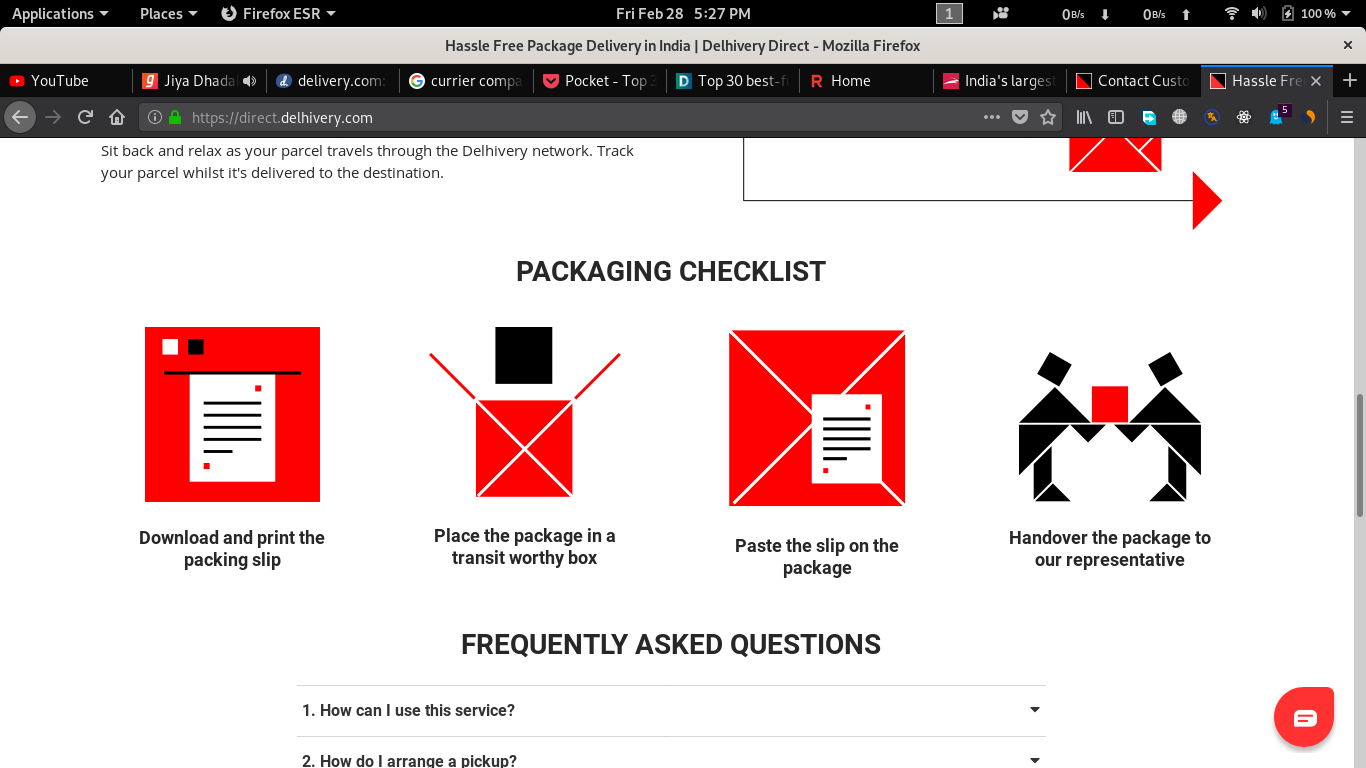 Applications Places Firefox ESR Fri Feb 28 5:27 PM 1 0 B/s 0 B/s 100 %
Hassle Free Package Delivery in India | Delhivery Direct - Mozilla Firefox
YouTube Jiya Dhada delivery.com: currier compa Pocket - Top 3 Top 30 best-f Home India's largest Contact Custo Hassle Free
https://direct.delhivery.com 5
Sit back and relax as your parcel travels through the Delhivery network. Track
your parcel whilst it's delivered to the destination.
PACKAGING CHECKLIST
Download and print the
packing slip
Place the package in a
transit worthy box
Paste the slip on the
package
Handover the package to
our representative
FREQUENTLY ASKED QUESTIONS
1. How can I use this service?
2. How do I arrange a pickup?